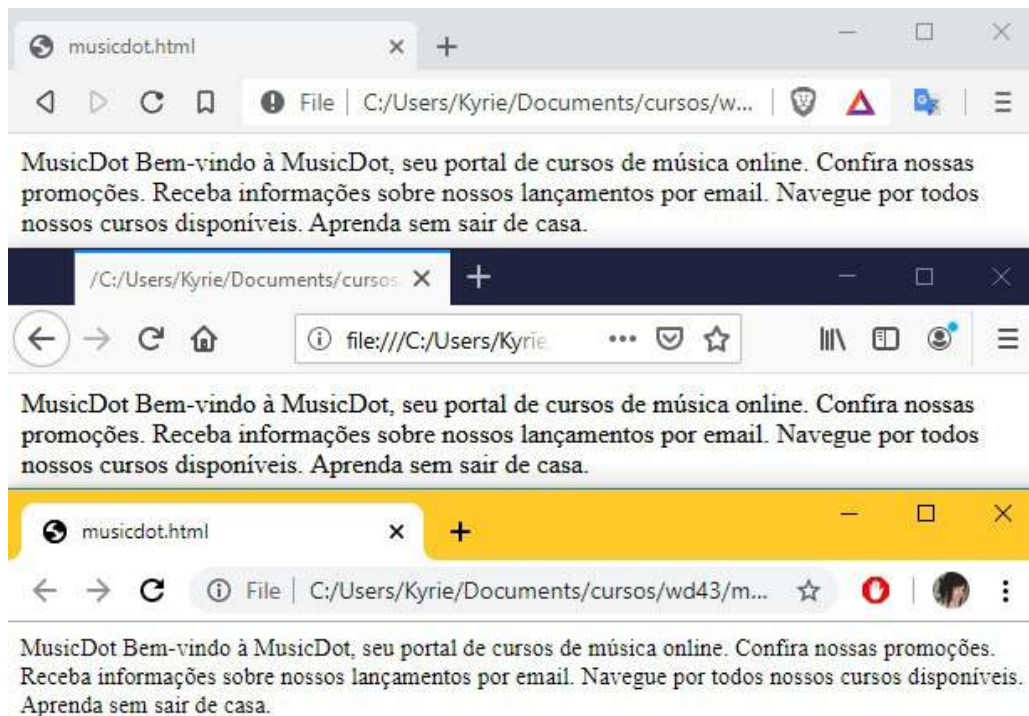 musicdot.html
File | C:/Users/Kyrie/Documents/cursos/w...
MusicDot Bem-vindo à MusicDot, seu portal de cursos de música online. Confira nossas
promoções. Receba informações sobre nossos lançamentos por email. Navegue por todos
nossos cursos disponíveis. Aprenda sem sair de casa.
/C:/Users/Kyrie/Documents/cursos
file:///C:/Users/Kyrie
MusicDot Bem-vindo à MusicDot, seu portal de cursos de música online. Confira nossas
promoções. Receba informações sobre nossos lançamentos por email. Navegue por todos
nossos cursos disponíveis. Aprenda sem sair de casa.
musicdot.html
File | C:/Users/Kyrie/Documents/cursos/wd43/m...
MusicDot Bem-vindo à MusicDot, seu portal de cursos de música online. Confira nossas promoções.
Receba informações sobre nossos lançamentos por email. Navegue por todos nossos cursos disponíveis.
Aprenda sem sair de casa.